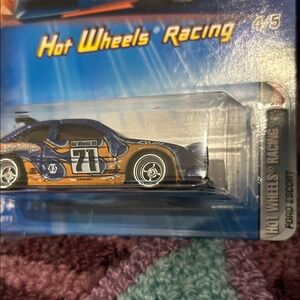 Hot Wheels® Racing
4/5
71
HOT WHEELS® RACING
FORD ESCORT